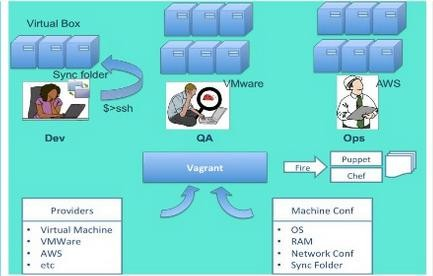 Virtual Box
Sync folder
$>ssh
VMware
AWS
Dev
QA
Ops
Vagrant
Fire
Puppet
Chef
Providers
• Virtual Machine
• VMWare
• AWS
• etc
Machine Conf
• OS
• RAM
• Network Conf
• Sync Folder